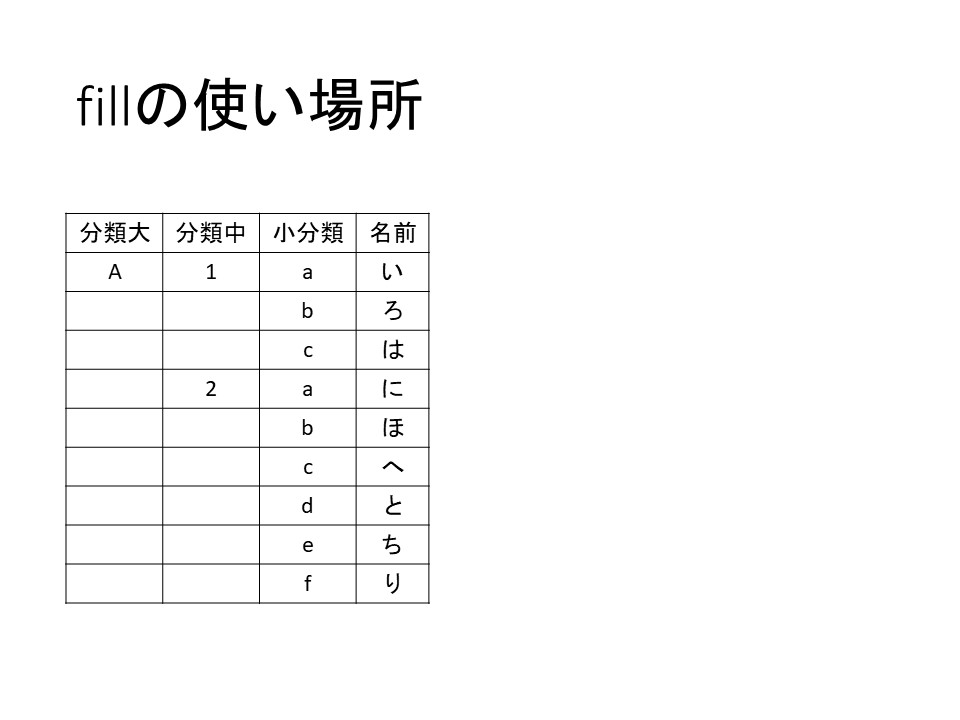 fillの使い場所
分類大 分類中 小分類 名前
A 1 a い
b ろ
c は
2 a に
b ほ
c へ
d と
e ち
f り